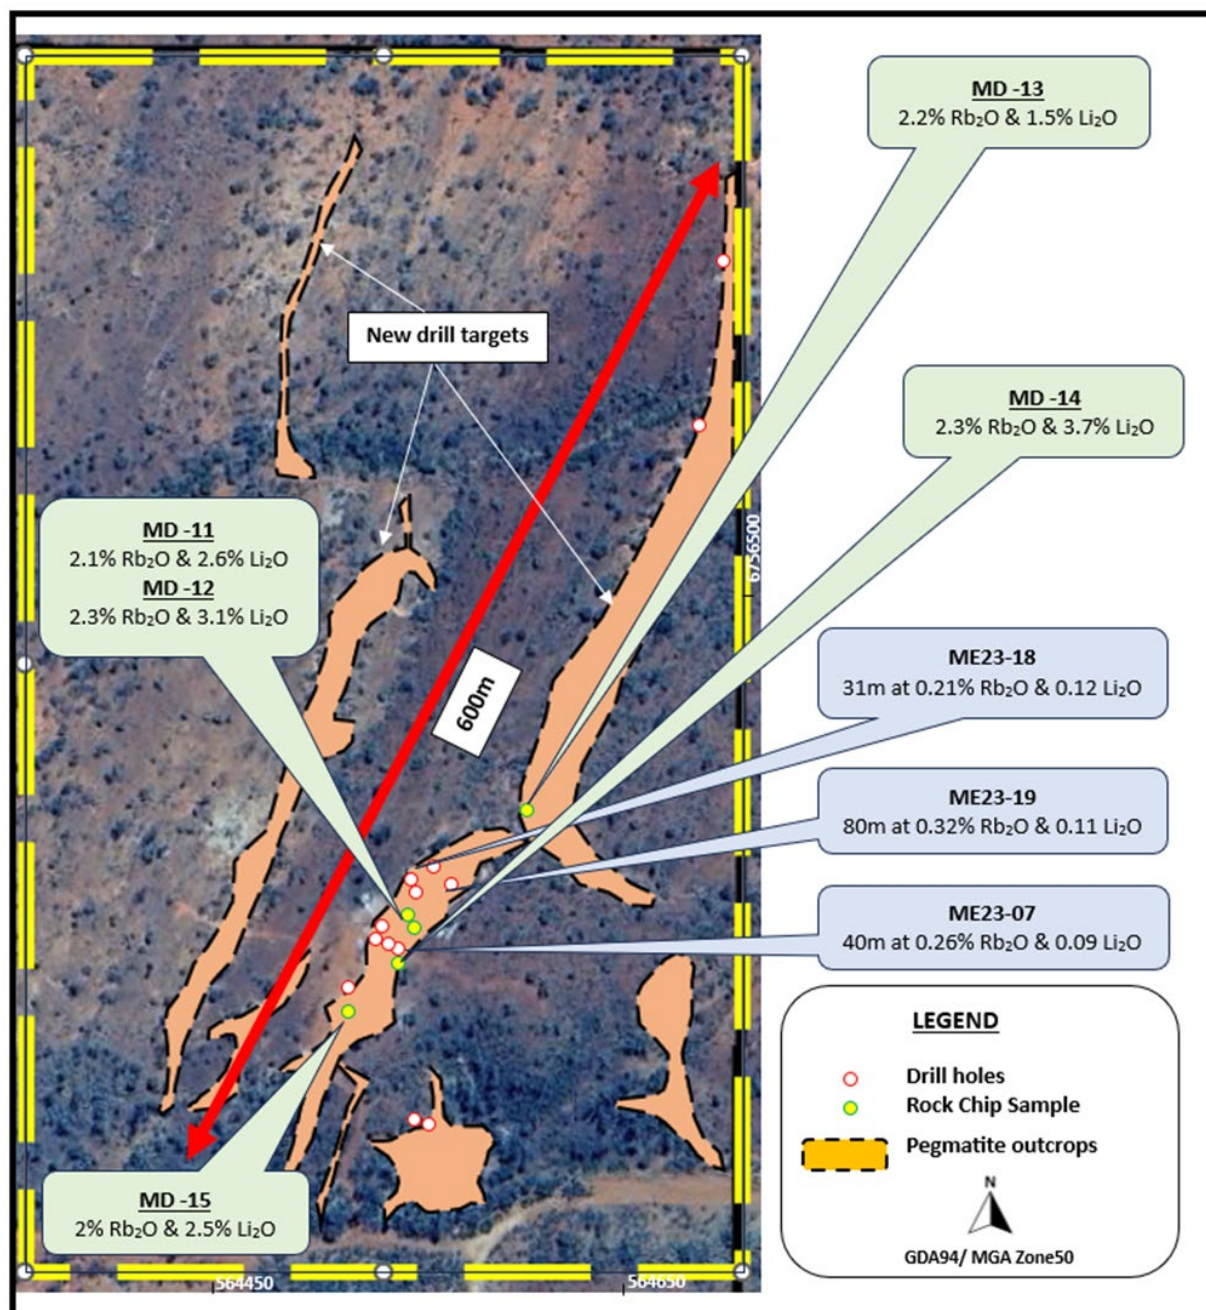 MD -13
2.2% Rb₂O & 1.5% Li₂O
New drill targets
MD -14
2.3% Rb₂O & 3.7% Li₂O
MD -11
2.1% Rb₂O & 2.6% Li₂O
MD -12
2.3% Rb₂O & 3.1% Li₂O
6756500
600m
ME23-18
31m at 0.21% Rb₂O & 0.12 Li₂O
ME23-19
80m at 0.32% Rb₂O & 0.11 Li₂O
ME23-07
40m at 0.26% Rb₂O & 0.09 Li₂O
MD -15
2% Rb₂O & 2.5% Li₂O
LEGEND
Drill holes
Rock Chip Sample
Pegmatite outcrops
N
GDA94/ MGA Zone50
564450
564650